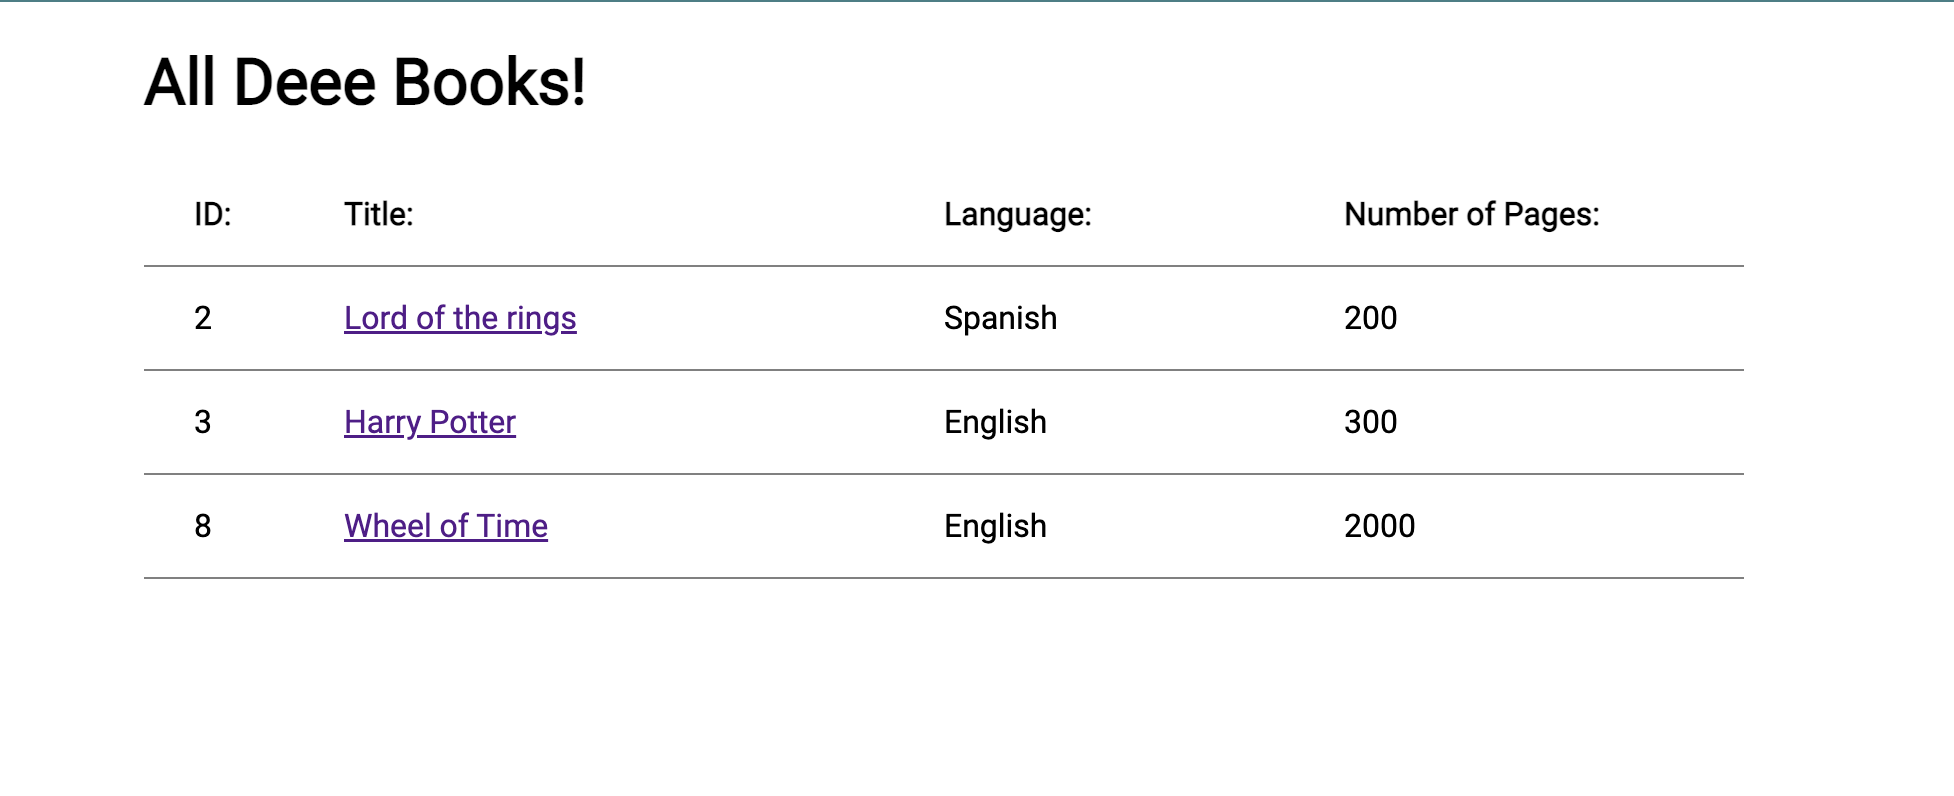 All Deee Books!
ID: Title: Language: Number of Pages:
2 Lord of the rings Spanish 200
3 Harry Potter English 300
8 Wheel of Time English 2000